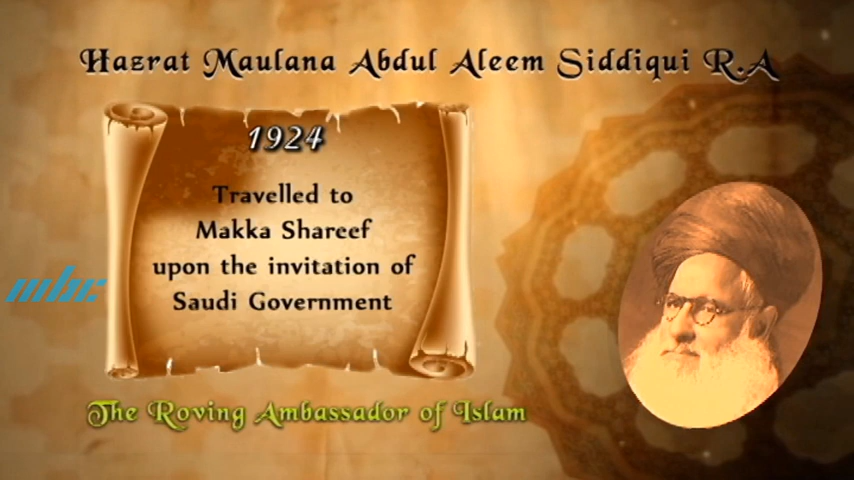 Hazrat Maulana Abdul Aleem Siddiqui R.A
1924
Travelled to
Makka Shareef
upon the invitation of
Saudi Government
mbc
The Roving Ambassador of Islam